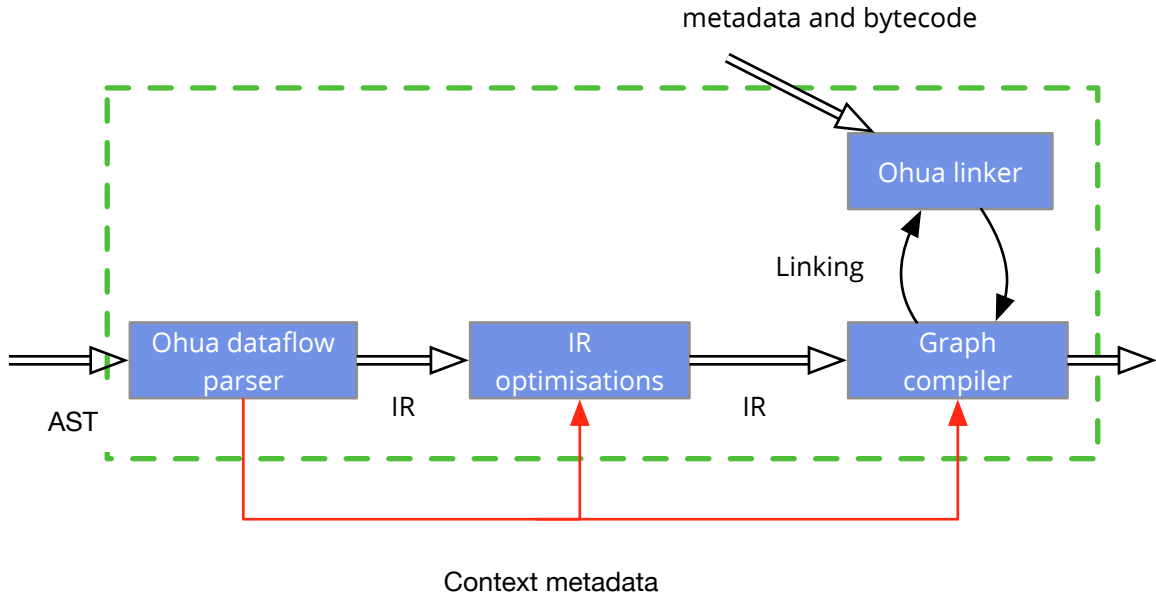 metadata and bytecode
Ohua linker
Linking
Ohua dataflow
parser
IR
optimisations
Graph
compiler
AST
IR
IR
Context metadata